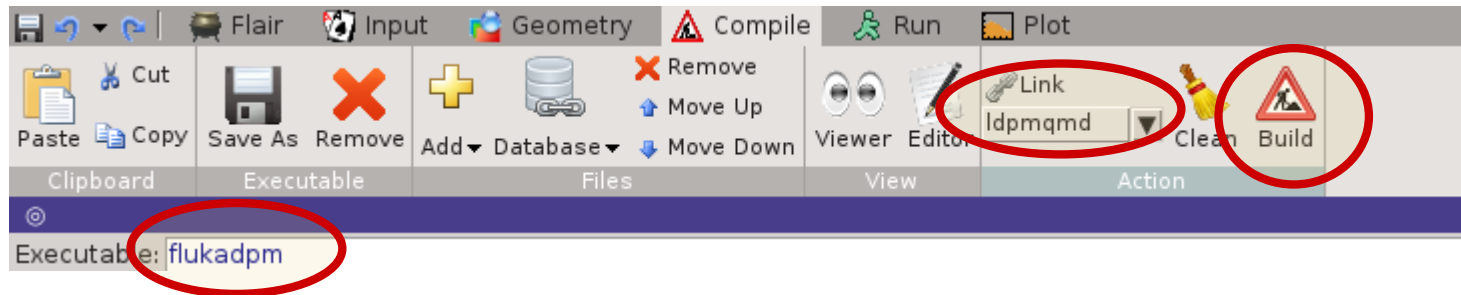 Flair Input Geometry Compile Run Plot
Paste Cut Copy Save As Remove Add Database Remove Move Up Move Down Viewer Editor Link ldpmqmd Clean Build
Clipboard Executable Files View Action
Executable: flukadpm